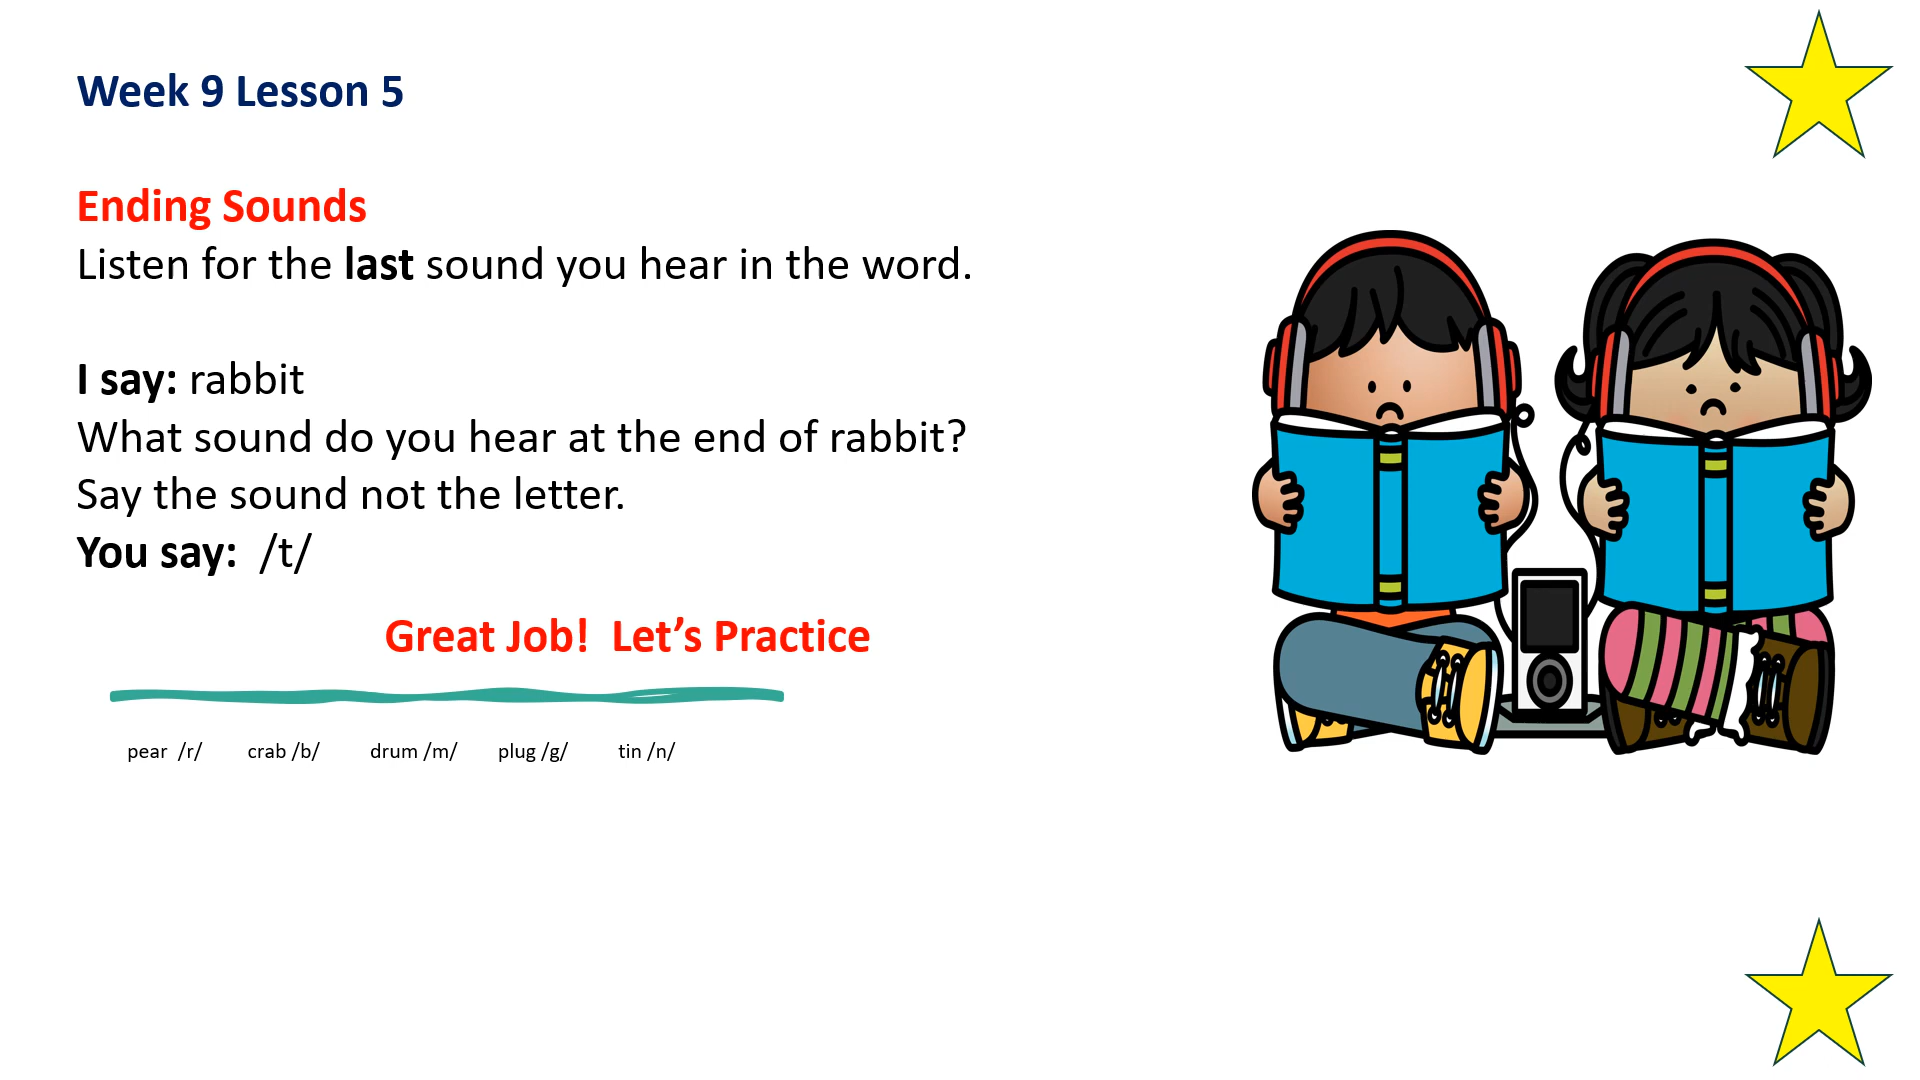 Week 9 Lesson 5
Ending Sounds
Listen for the last sound you hear in the word.
I say: rabbit
What sound do you hear at the end of rabbit?
Say the sound not the letter.
You say: /t/
Great Job! Let’s Practice
pear /r/ crab /b/ drum /m/ plug /g/ tin /n/